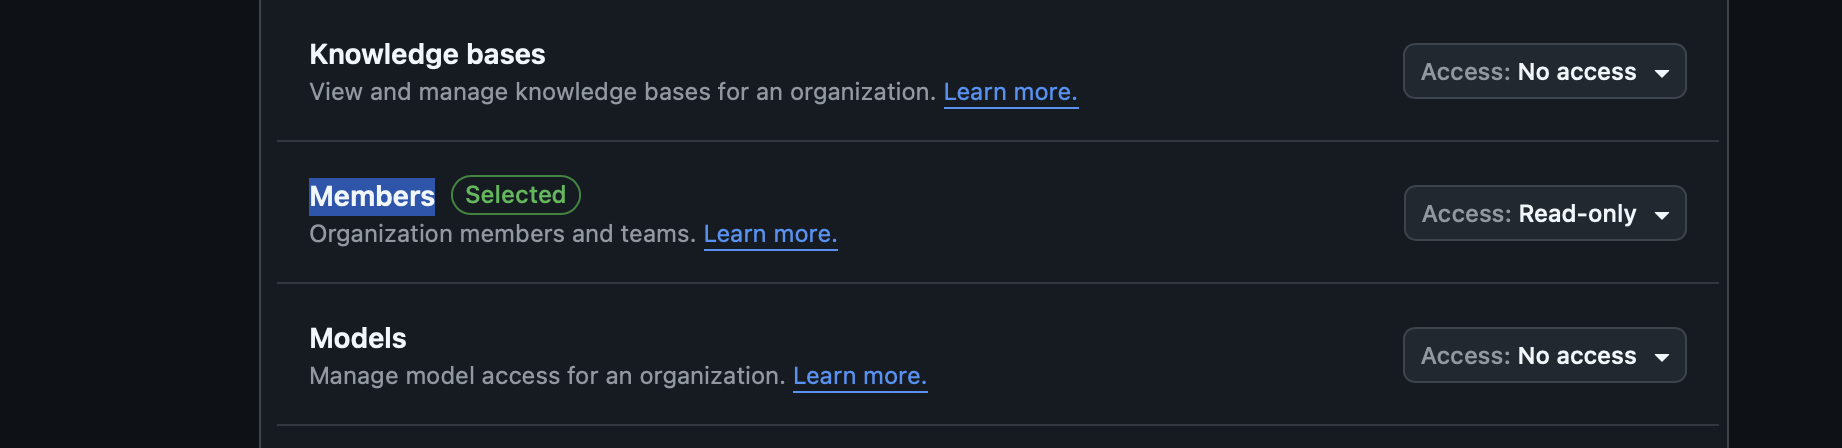 Knowledge bases
View and manage knowledge bases for an organization. Learn more.
Access: No access
Members Selected
Organization members and teams. Learn more.
Access: Read-only
Models
Manage model access for an organization. Learn more.
Access: No access